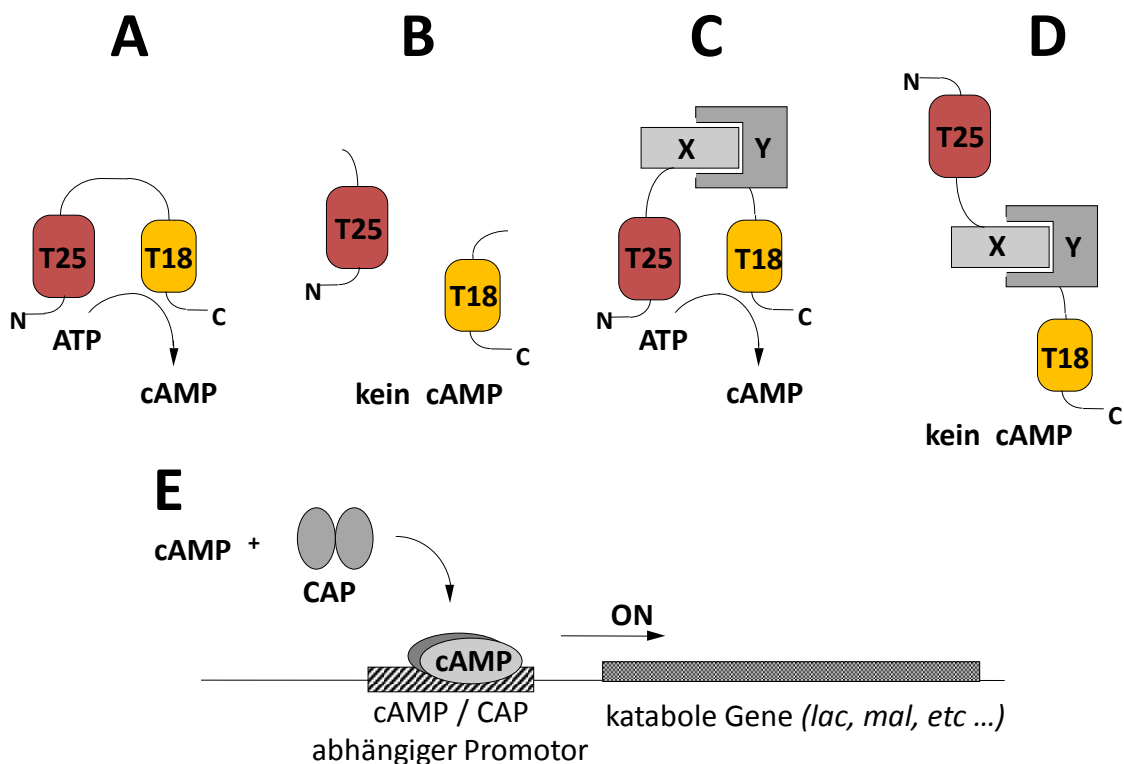 A
B
C
D
T25
T18
N
C
ATP
cAMP
T25
N
T18
C
kein cAMP
X
Y
T25
T18
N
C
ATP
cAMP
N
T25
X
Y
T18
C
kein cAMP
E
cAMP +
CAP
ON
cAMP
cAMP / CAP
abhängiger Promotor
katabole Gene (lac, mal, etc ...)